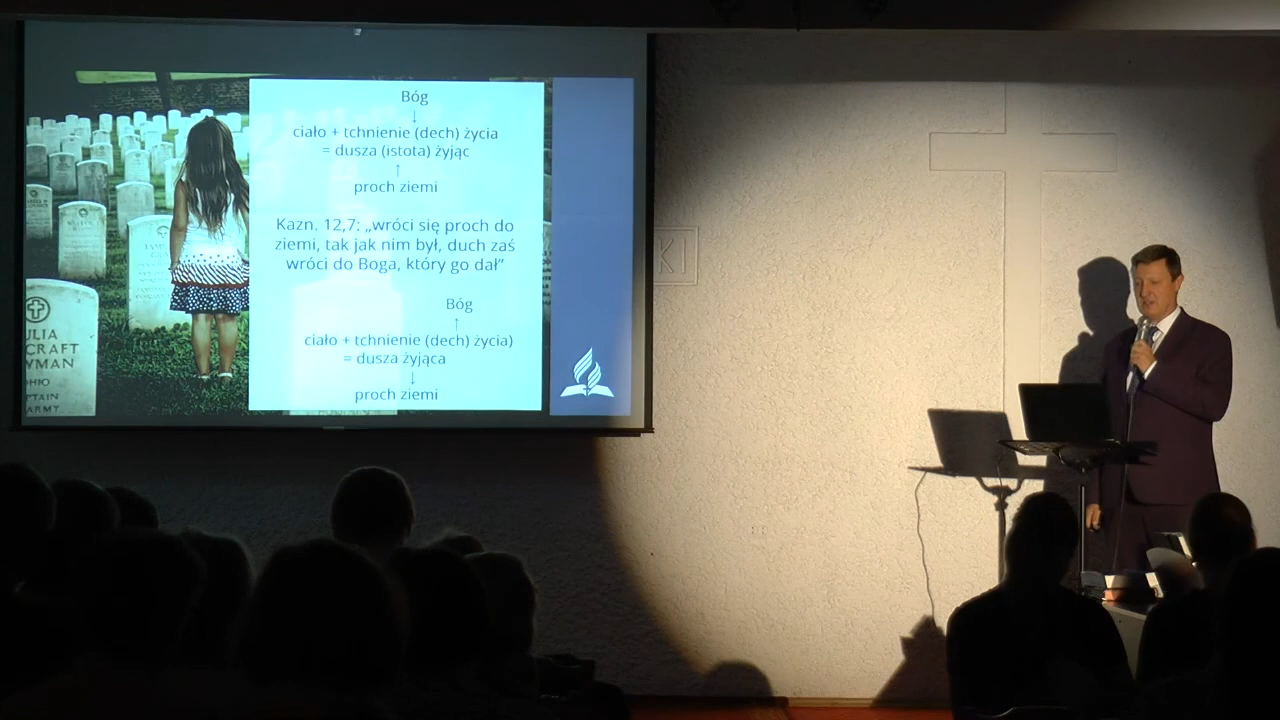 Bóg
↓
ciało + tchnienie (dech) życia
= dusza (istota) żyjąc
↑
proch ziemi
Kazn. 12,7: „wróci się proch do
ziemi, tak jak nim był, duch zaś
wróci do Boga, który go dał”
Bóg
↑
ciało + tchnienie (dech) życia)
= dusza żyjąca
↓
proch ziemi
ULIA
CRAFT
WMAN
OHIO
PTAIN
ARMY
KI